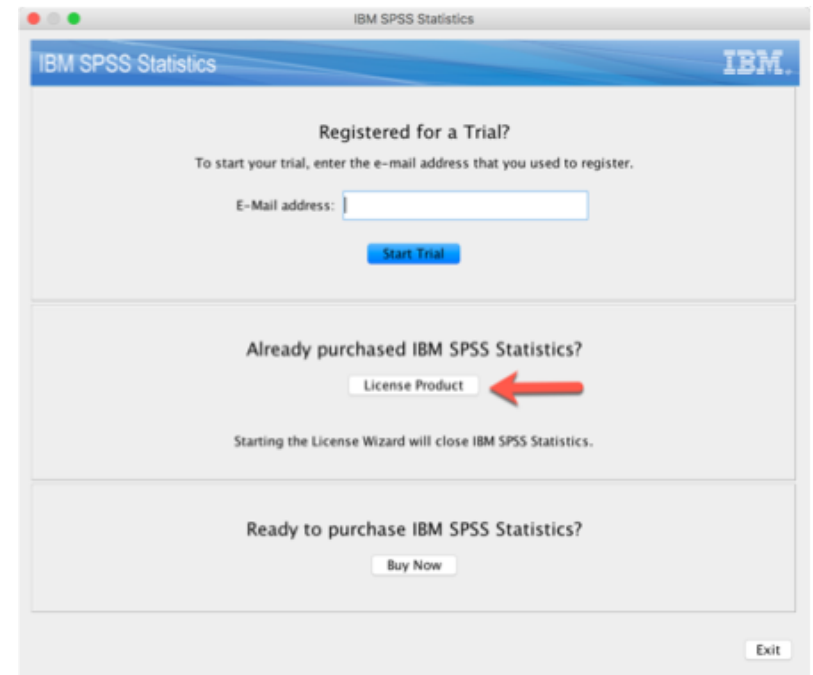 IBM SPSS Statistics
IBM SPSS Statistics
IBM.
Registered for a Trial?
To start your trial, enter the e-mail address that you used to register.
E-Mail address:
Start Trial
Already purchased IBM SPSS Statistics?
License Product
Starting the License Wizard will close IBM SPSS Statistics.
Ready to purchase IBM SPSS Statistics?
Buy Now
Exit